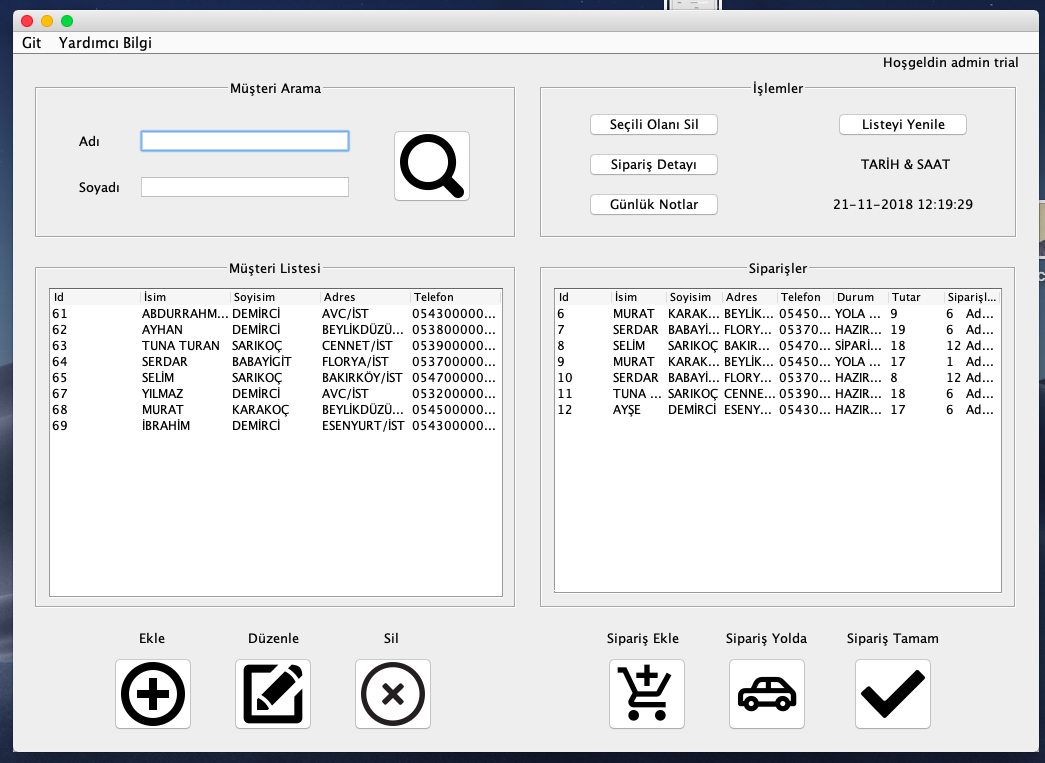 Git Yardımcı Bilgi
Hoşgeldin admin trial
Müşteri Arama
Adı
Soyadı
İşlemler
Seçili Olanı Sil
Listeyi Yenile
Sipariş Detayı
TARİH & SAAT
Günlük Notlar
21-11-2018 12:19:29
Müşteri Listesi
Id İsim Soyisim Adres Telefon
61 ABDURRAHM... DEMİRCİ AVC/İST 054300000...
62 AYHAN DEMİRCİ BEYLİKDÜZÜ... 053800000...
63 TUNA TURAN SARIKOÇ CENNET/İST 053900000...
64 SERDAR BABAYİGİT FLORYA/İST 053700000...
65 SELİM SARIKOÇ BAKIRKÖY/İST 054700000...
67 YILMAZ DEMİRCİ AVC/İST 053200000...
68 MURAT KARAKOÇ BEYLİKDÜZÜ... 054500000...
69 İBRAHİM DEMİRCİ ESENYURT/İST 054300000...
Siparişler
Id İsim Soyisim Adres Telefon Durum Tutar Siparişl...
6 MURAT KARAK... BEYLİK... 05450... YOLA ... 9 6 Ad...
7 SERDAR BABAYİ... FLORY... 05370... HAZIR... 19 6 Ad...
8 SELİM SARIKOÇ BAKIR... 05470... SİPARİ... 18 12 Ad...
9 MURAT KARAK... BEYLİK... 05450... YOLA ... 17 1 Ad...
10 SERDAR BABAYİ... FLORY... 05370... HAZIR... 8 12 Ad...
11 TUNA ... SARIKOÇ CENNE... 05390... HAZIR... 18 6 Ad...
12 AYŞE DEMİRCİ ESENY... 05430... HAZIR... 17 6 Ad...
Ekle
Düzenle
Sil
Sipariş Ekle
Sipariş Yolda
Sipariş Tamam